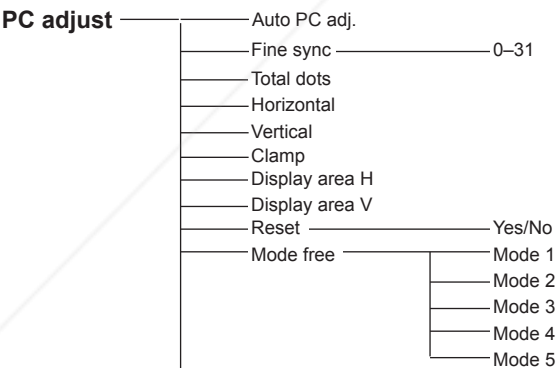 PC adjust Auto PC adj.
Fine sync 0–31
Total dots
Horizontal
Vertical
Clamp
Display area H
Display area V
Reset Yes/No
Mode free Mode 1
Mode 2
Mode 3
Mode 4
Mode 5